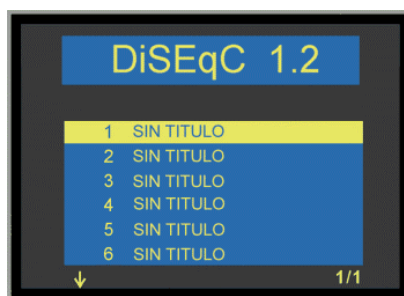 DiSEqC 1.2
1 SIN TITULO
2 SIN TITULO
3 SIN TITULO
4 SIN TITULO
5 SIN TITULO
6 SIN TITULO
↓ 1/1